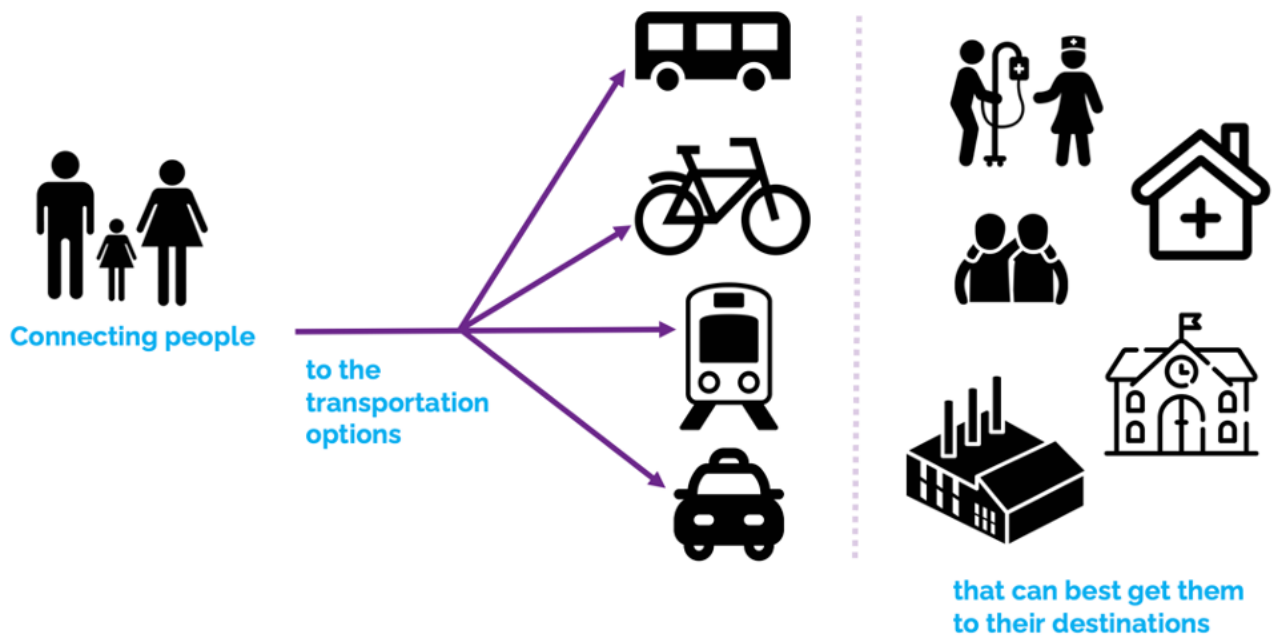 Connecting people
to the
transportation
options
that can best get them
to their destinations